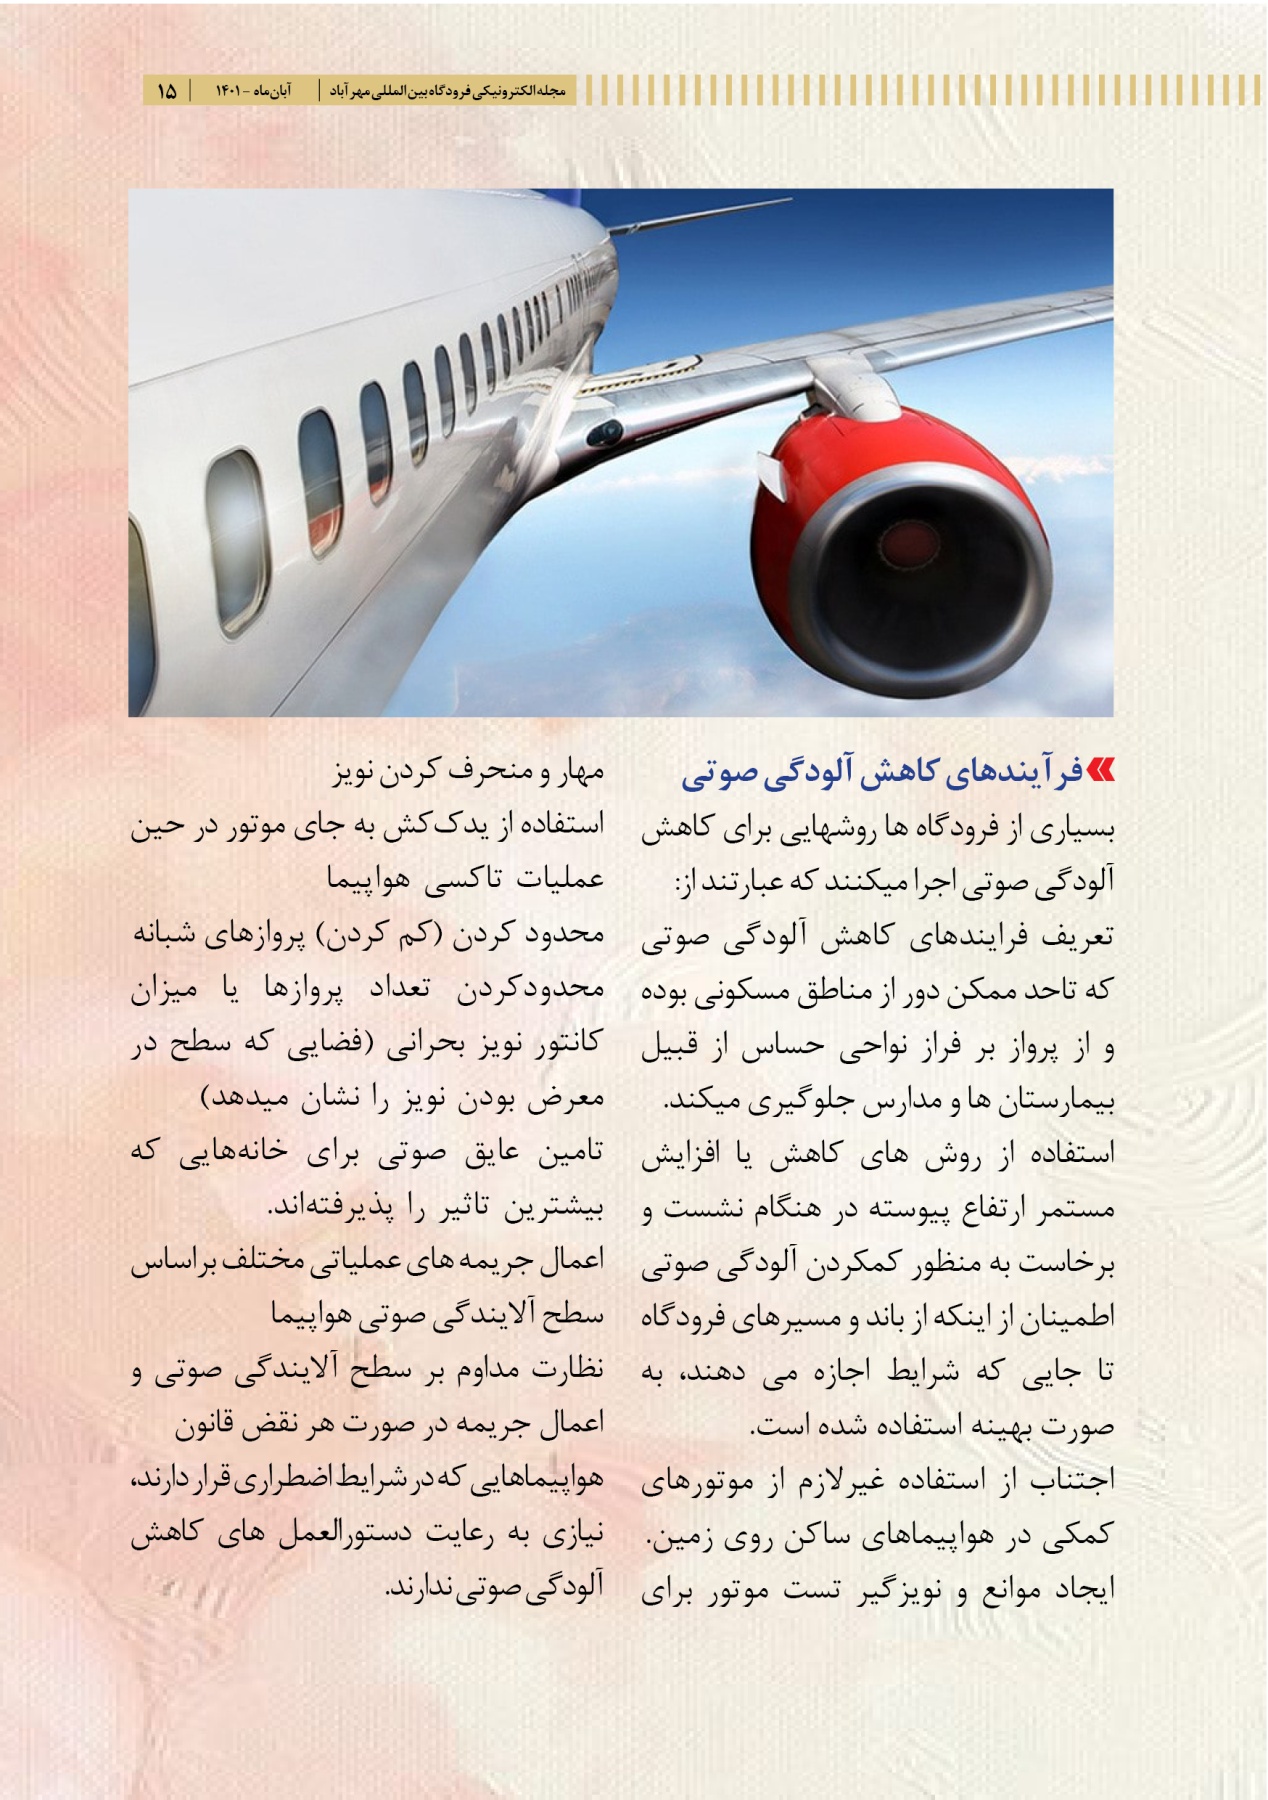 مجله الکترونیکی فرودگاه بین المللی مهرآباد | آبان‌ماه - ۱۴۰۱ | ۱۵
فرآیندهای کاهش آلودگی صوتی
بسیاری از فرودگاه ها روشهایی برای کاهش
آلودگی صوتی اجرا میکنند که عبارتند از:
تعریف فرایندهای کاهش آلودگی صوتی
که تاحد ممکن دور از مناطق مسکونی بوده
و از پرواز بر فراز نواحی حساس از قبیل
بیمارستان ها و مدارس جلوگیری میکند.
استفاده از روش های کاهش یا افزایش
مستمر ارتفاع پیوسته در هنگام نشست و
برخاست به منظور کمکردن آلودگی صوتی
اطمینان از اینکه از باند و مسیرهای فرودگاه
تا جایی که شرایط اجازه می دهند، به
صورت بهینه استفاده شده است.
اجتناب از استفاده غیرلازم از موتورهای
کمکی در هواپیماهای ساکن روی زمین.
ایجاد موانع و نویزگیر تست موتور برای
مهار و منحرف کردن نویز
استفاده از یدک‌کش به جای موتور در حین
عملیات تاکسی هواپیما
محدود کردن (کم کردن) پروازهای شبانه
محدودکردن تعداد پروازها یا میزان
کانتور نویز بحرانی (فضایی که سطح در
معرض بودن نویز را نشان میدهد)
تامین عایق صوتی برای خانه‌هایی که
بیشترین تاثیر را پذیرفته‌اند.
اعمال جریمه های عملیاتی مختلف براساس
سطح آلایندگی صوتی هواپیما
نظارت مداوم بر سطح آلایندگی صوتی و
اعمال جریمه در صورت هر نقض قانون
هواپیماهایی که در شرایط اضطراری قرار دارند،
نیازی به رعایت دستورالعمل های کاهش
آلودگی صوتی ندارند.